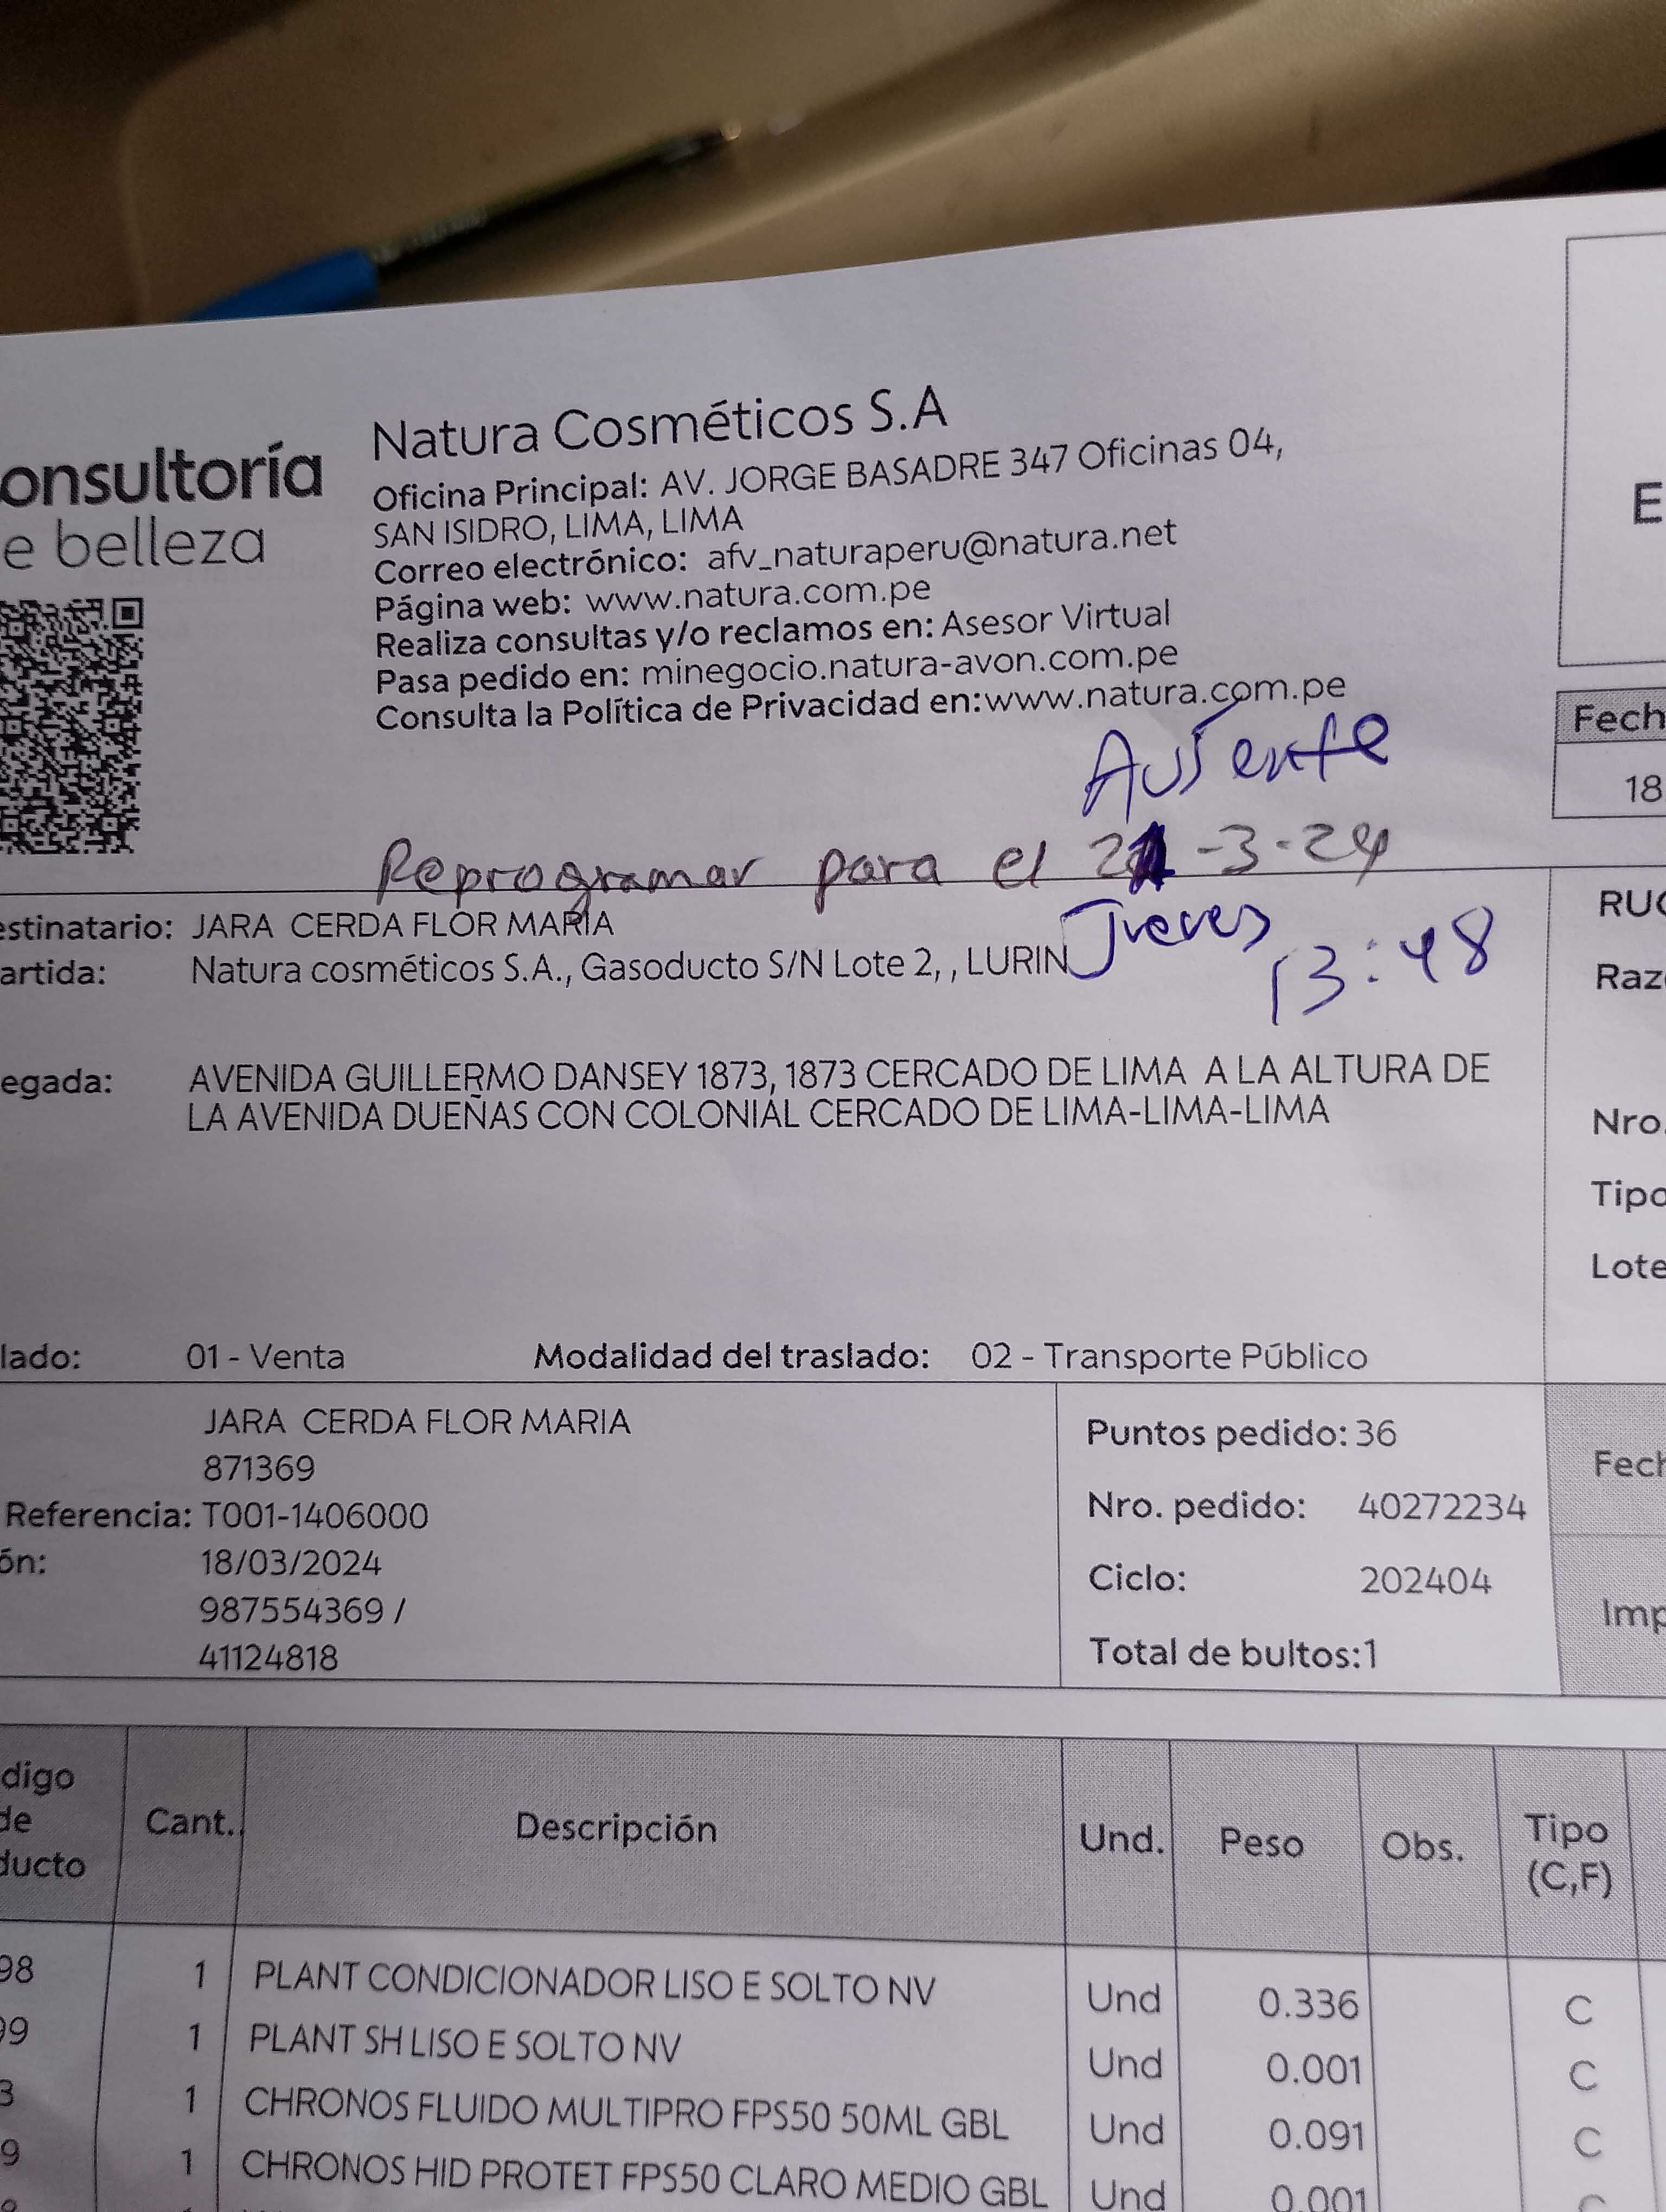 onsultoría
e belleza
Natura Cosméticos S.A
Oficina Principal: AV. JORGE BASADRE 347 Oficinas 04,
SAN ISIDRO, LIMA, LIMA
Correo electrónico: afv_naturaperu@natura.net
Página web: www.natura.com.pe
Realiza consultas y/o reclamos en: Asesor Virtual
Pasa pedido en: minegocio.natura-avon.com.pe
Consulta la Política de Privacidad en:www.natura.com.pe
E
Fech
18
Ausente
Reprogramar para el 21-3-24
Jueves
13:48
estinatario: JARA CERDA FLOR MARIA
artida: Natura cosméticos S.A., Gasoducto S/N Lote 2, , LURIN
egada: AVENIDA GUILLERMO DANSEY 1873, 1873 CERCADO DE LIMA A LA ALTURA DE
LA AVENIDA DUEÑAS CON COLONIAL CERCADO DE LIMA-LIMA-LIMA
RUC
Razo
Nro.
Tipo
Lote
lado: 01 - Venta Modalidad del traslado: 02 - Transporte Público
JARA CERDA FLOR MARIA
871369
Referencia: T001-1406000
ón: 18/03/2024
987554369 /
41124818
Puntos pedido: 36
Nro. pedido: 40272234
Ciclo: 202404
Total de bultos:1
Fech
Imp
digo de ducto Cant. Descripción Und. Peso Obs. Tipo (C,F)
98 1 PLANT CONDICIONADOR LISO E SOLTO NV Und 0.336 C
99 1 PLANT SH LISO E SOLTO NV Und 0.001 C
3 1 CHRONOS FLUIDO MULTIPRO FPS50 50ML GBL Und 0.091 C
9 1 CHRONOS HID PROTET FPS50 CLARO MEDIO GBL Und 0.001